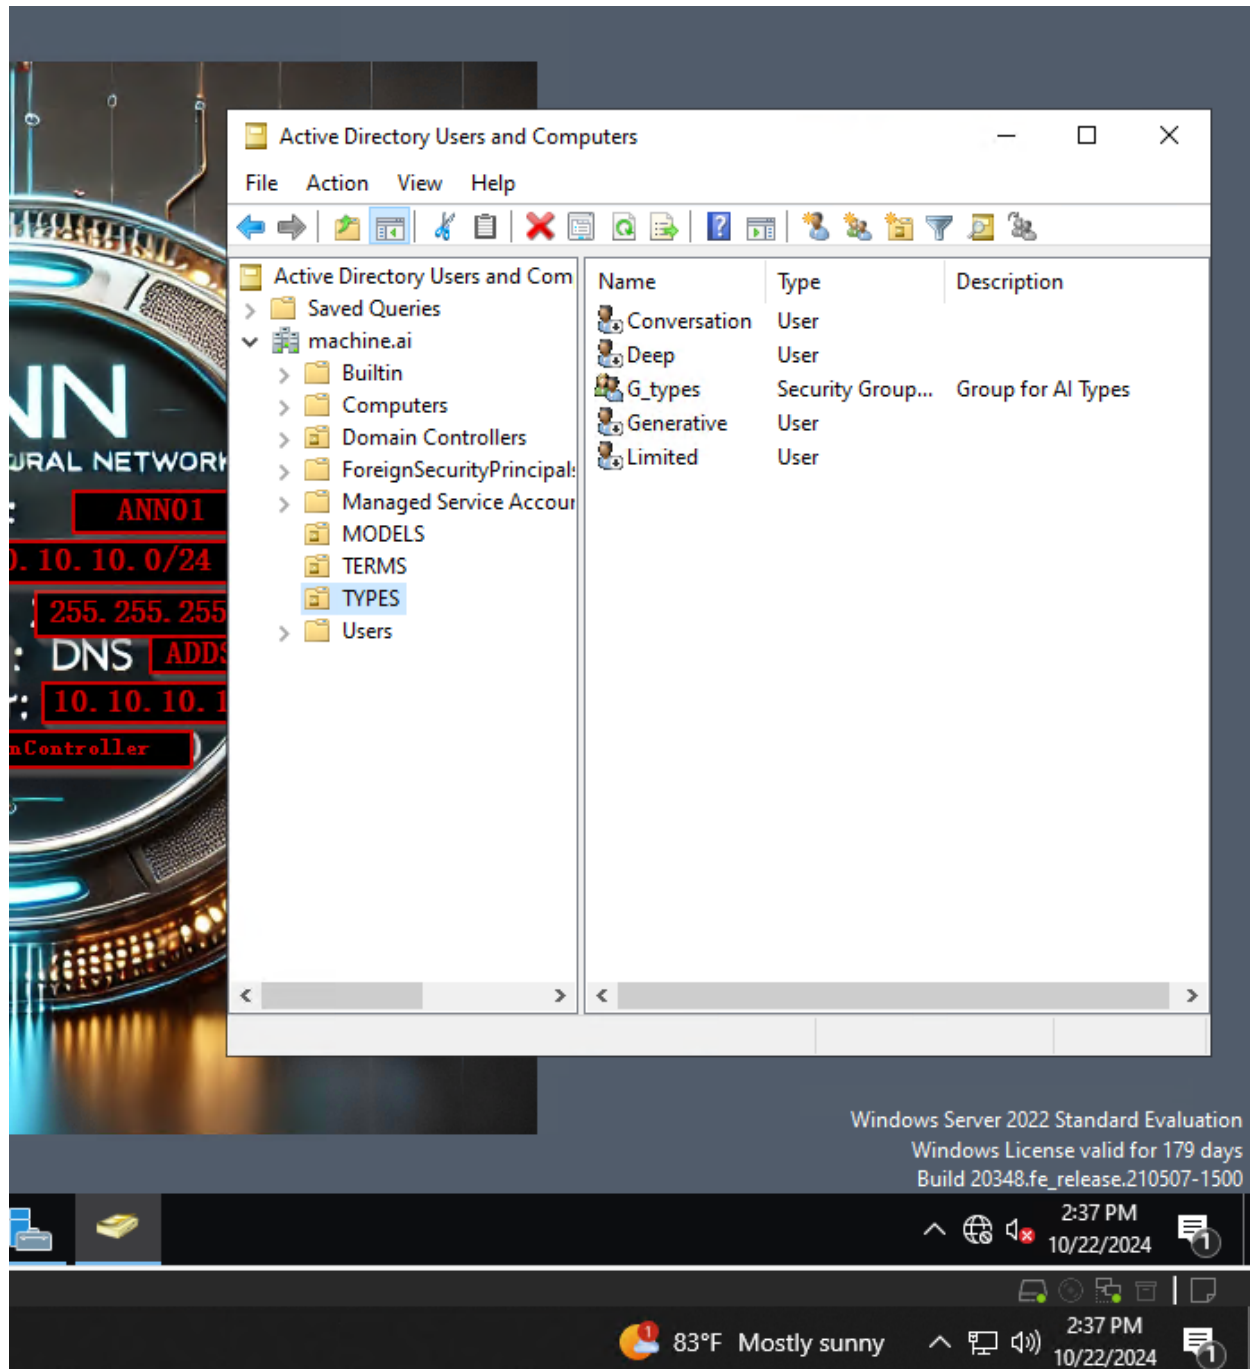 Active Directory Users and Computers
File Action View Help
Active Directory Users and Com
Saved Queries
machine.ai
Builtin
Computers
Domain Controllers
ForeignSecurityPrincipals
Managed Service Accour
MODELS
TERMS
TYPES
Users
Name Type Description
Conversation User
Deep User
G_types Security Group... Group for AI Types
Generative User
Limited User
NN
URAL NETWORK
: ANN01
0.10.10.0/24
: 255.255.255
: DNS ADDS
r: 10.10.10.1
nController
Windows Server 2022 Standard Evaluation
Windows License valid for 179 days
Build 20348.fe_release.210507-1500
2:37 PM
10/22/2024
1
1
83°F Mostly sunny
2:37 PM
10/22/2024
1